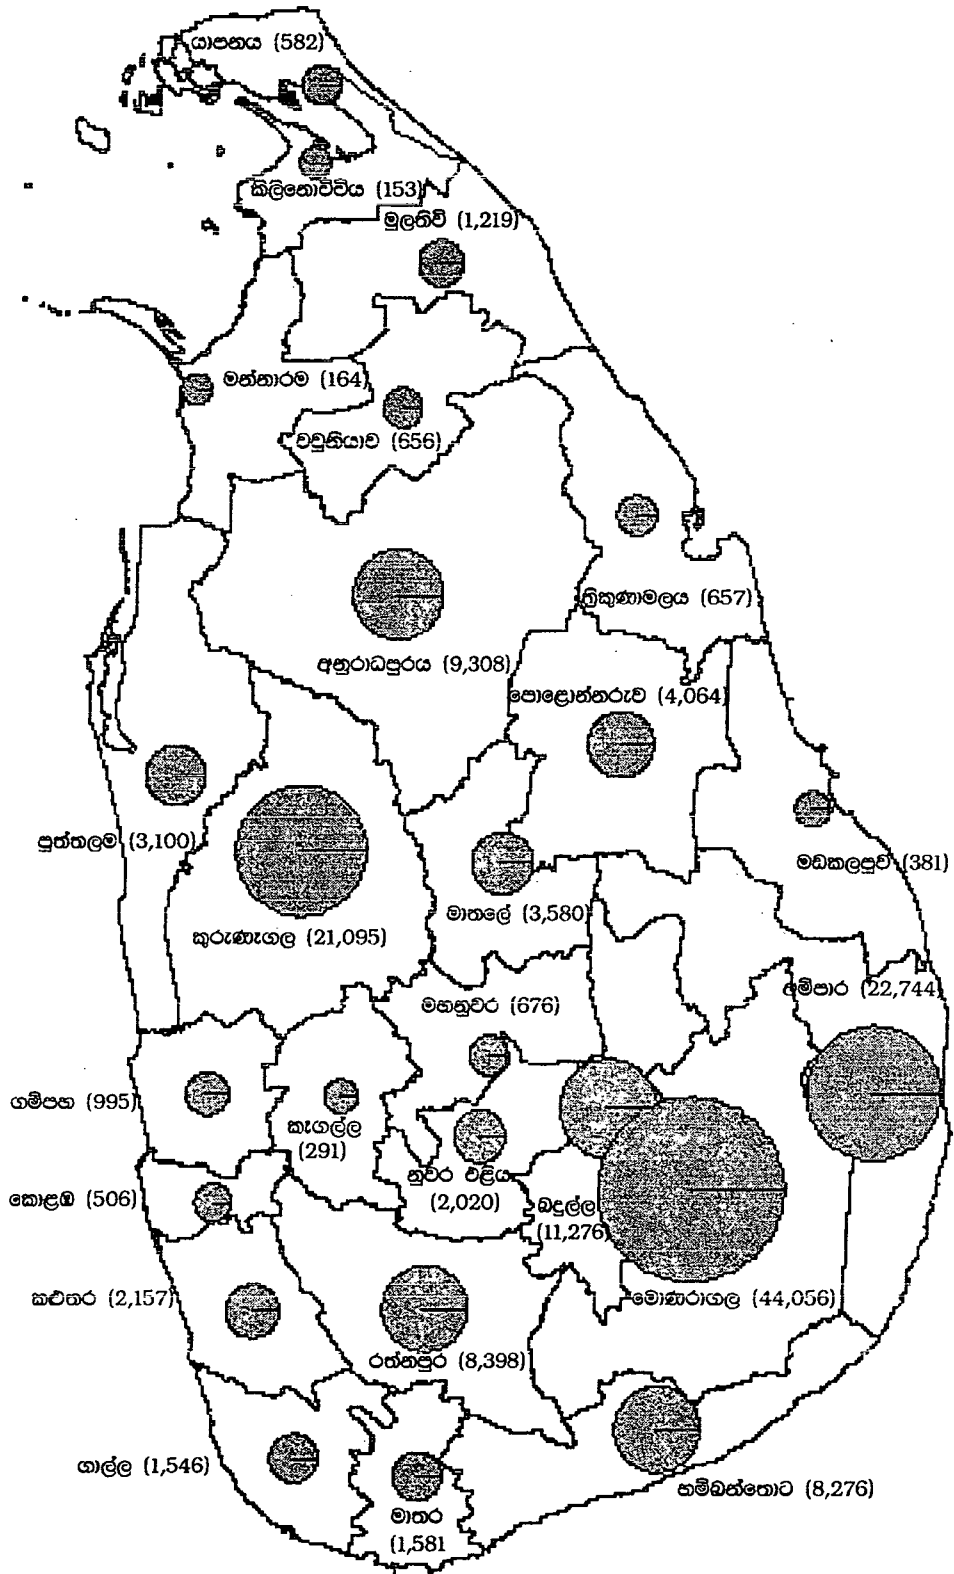 යාපනය (582)
කිලිනොච්චිය (153)
මුලතිව් (1,219)
මන්නාරම (164)
වවුනියාව (656)
ත්‍රිකුණාමලය (657)
අනුරාධපුරය (9,308)
පොළොන්නරුව (4,064)
පුත්තලම (3,100)
මඩකලපුව (381)
මාතලේ (3,580)
කුරුණෑගල (21,095)
අම්පාර (22,744)
මහනුවර (676)
ගම්පහ (995)
කෑගල්ල
(291)
නුවර එළිය
(2,020)
කොළඹ (506)
බදුල්ල
(11,276)
කළුතර (2,157)
මොණරාගල (44,056)
රත්නපුර (8,398)
ගාල්ල (1,546)
හම්බන්තොට (8,276)
මාතර
(1,581